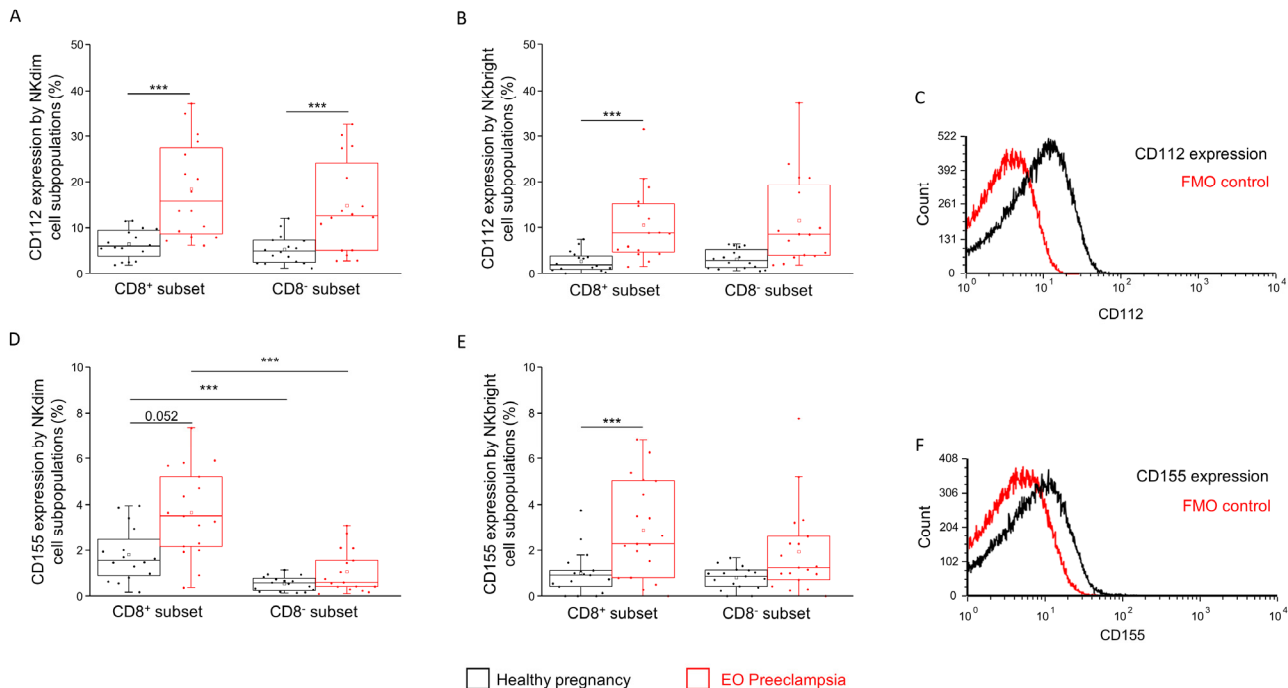 A
CD112 expression by NKdim
cell subpopulations (%)
50
40
30
20
10
0
***
***
CD8⁺ subset
CD8⁻ subset
B
CD112 expression by NKbright
cell subpopulations (%)
50
40
30
20
10
0
***
CD8⁺ subset
CD8⁻ subset
C
Count
522
392
261
131
0
CD112 expression
FMO control
10⁰
10¹
10²
10³
10⁴
CD112
D
CD155 expression by NKdim
cell subpopulations (%)
10
8
6
4
2
0
***
***
0.052
CD8⁺ subset
CD8⁻ subset
E
CD155 expression by NKbright
cell subpopulations (%)
10
8
6
4
2
0
***
CD8⁺ subset
CD8⁻ subset
F
Count
408
306
204
102
0
CD155 expression
FMO control
10⁰
10¹
10²
10³
10⁴
CD155
Healthy pregnancy
EO Preeclampsia